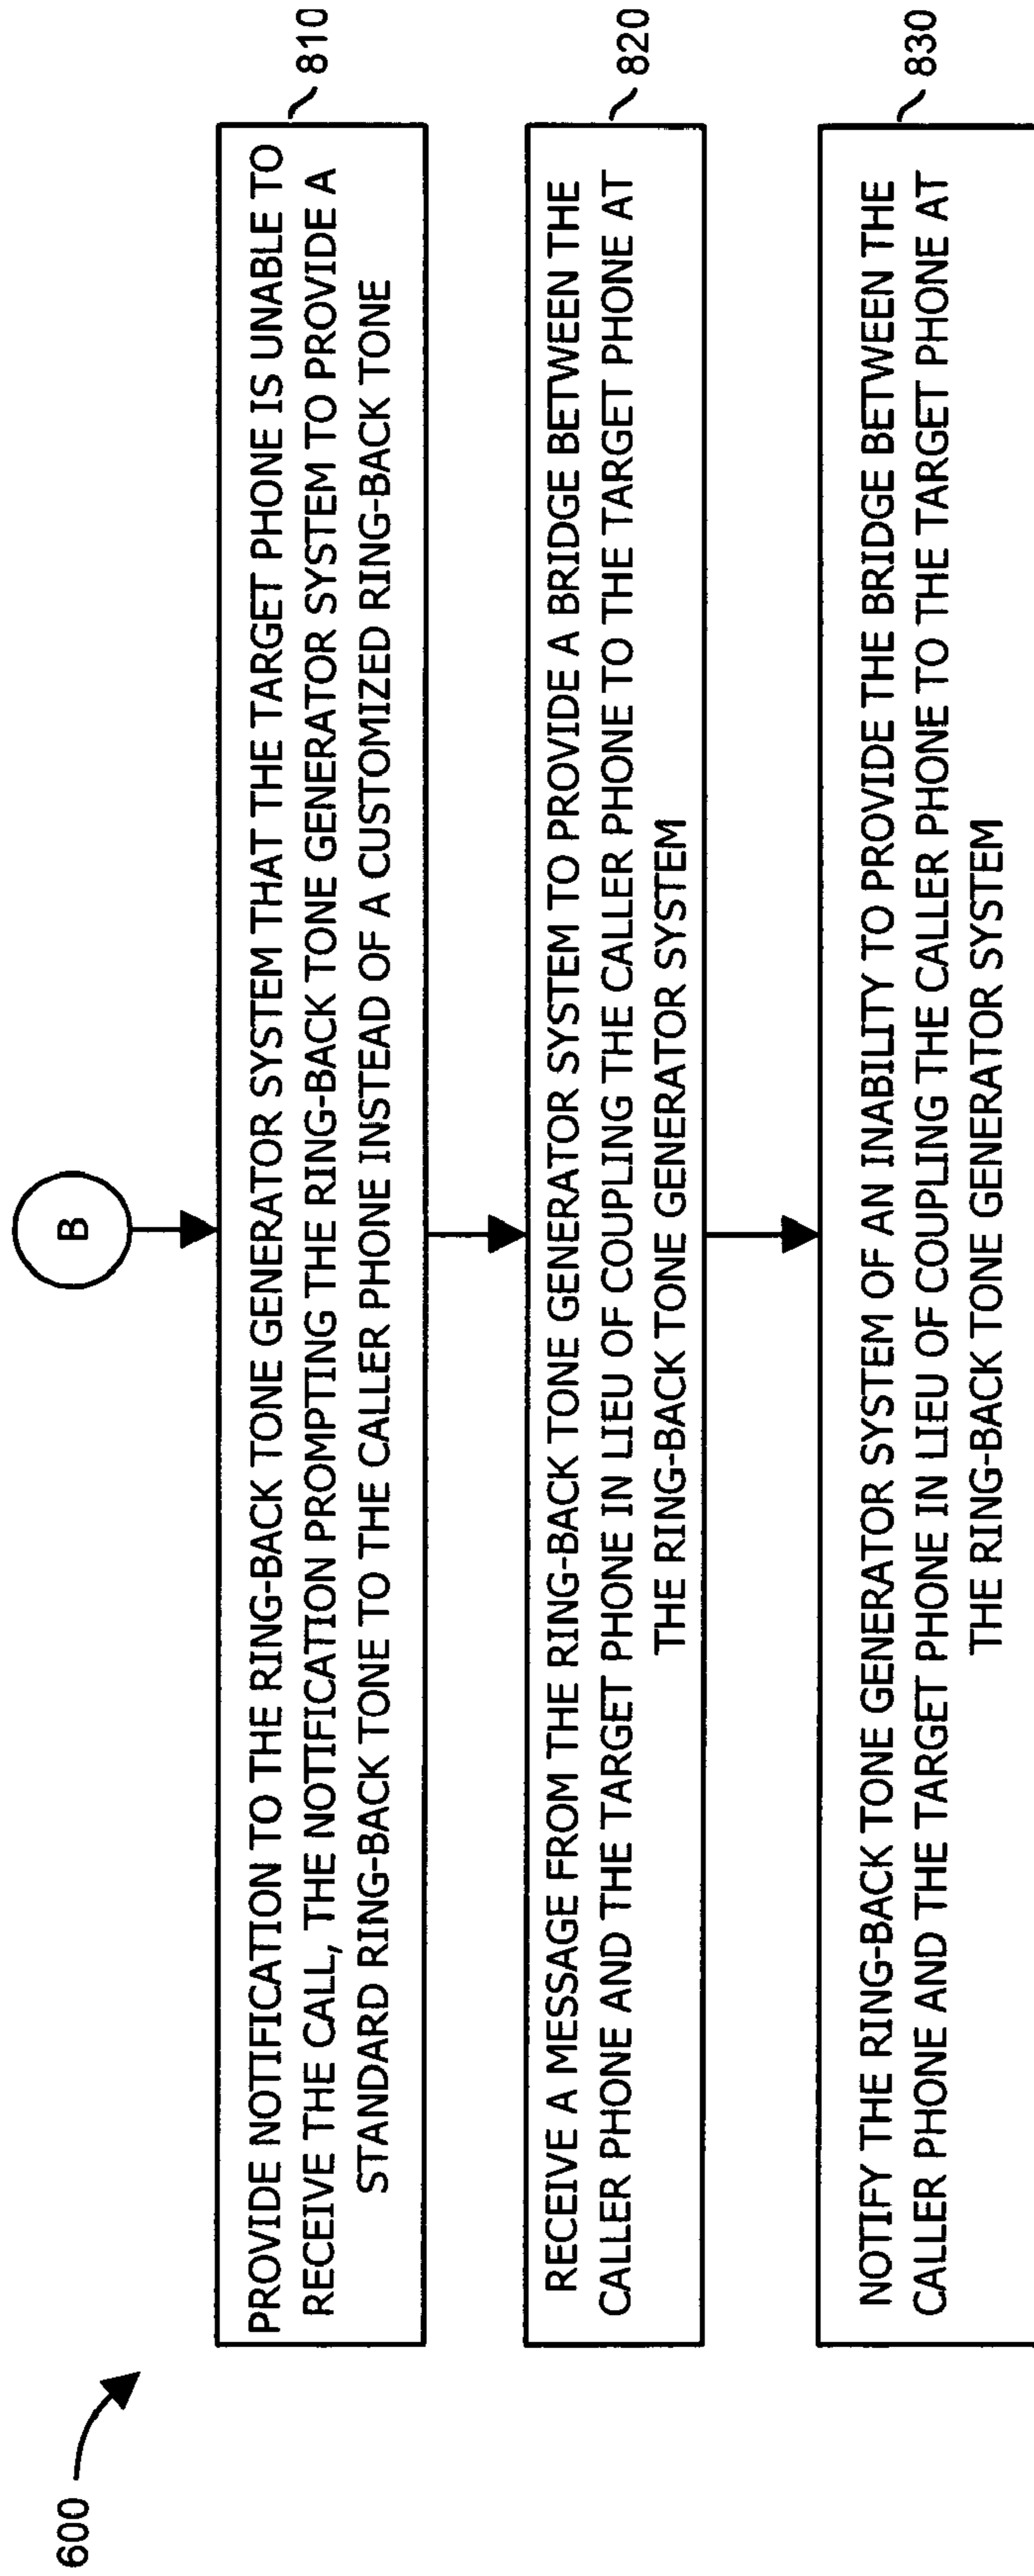 600
B
PROVIDE NOTIFICATION TO THE RING-BACK TONE GENERATOR SYSTEM THAT THE TARGET PHONE IS UNABLE TO
RECEIVE THE CALL, THE NOTIFICATION PROMPTING THE RING-BACK TONE GENERATOR SYSTEM TO PROVIDE A
STANDARD RING-BACK TONE TO THE CALLER PHONE INSTEAD OF A CUSTOMIZED RING-BACK TONE
810
RECEIVE A MESSAGE FROM THE RING-BACK TONE GENERATOR SYSTEM TO PROVIDE A BRIDGE BETWEEN THE
CALLER PHONE AND THE TARGET PHONE IN LIEU OF COUPLING THE CALLER PHONE TO THE TARGET PHONE AT
THE RING-BACK TONE GENERATOR SYSTEM
820
NOTIFY THE RING-BACK TONE GENERATOR SYSTEM OF AN INABILITY TO PROVIDE THE BRIDGE BETWEEN THE
CALLER PHONE AND THE TARGET PHONE IN LIEU OF COUPLING THE CALLER PHONE TO THE TARGET PHONE AT
THE RING-BACK TONE GENERATOR SYSTEM
830